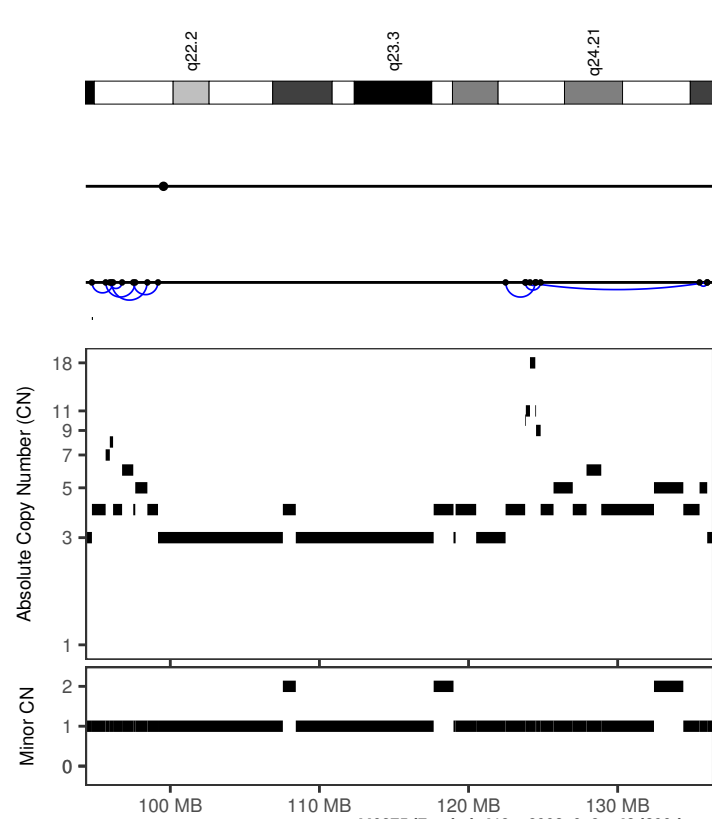 q22.2
q23.3
q24.21
Absolute Copy Number (CN)
18
11
9
7
5
3
1
Minor CN
2
1
0
100 MB
110 MB
120 MB
130 MB